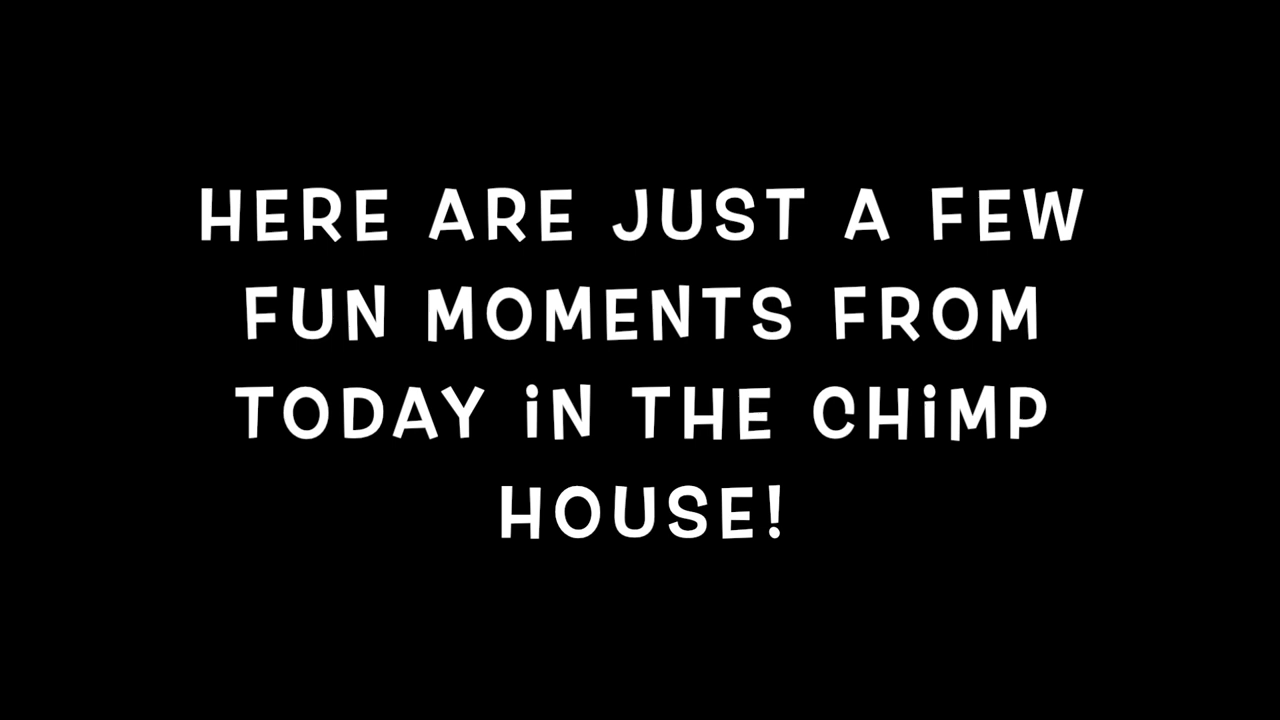 HERE ARE JUST A FEW
FUN MOMENTS FROM
TODAY iN THE CHiMP
HOUSE!